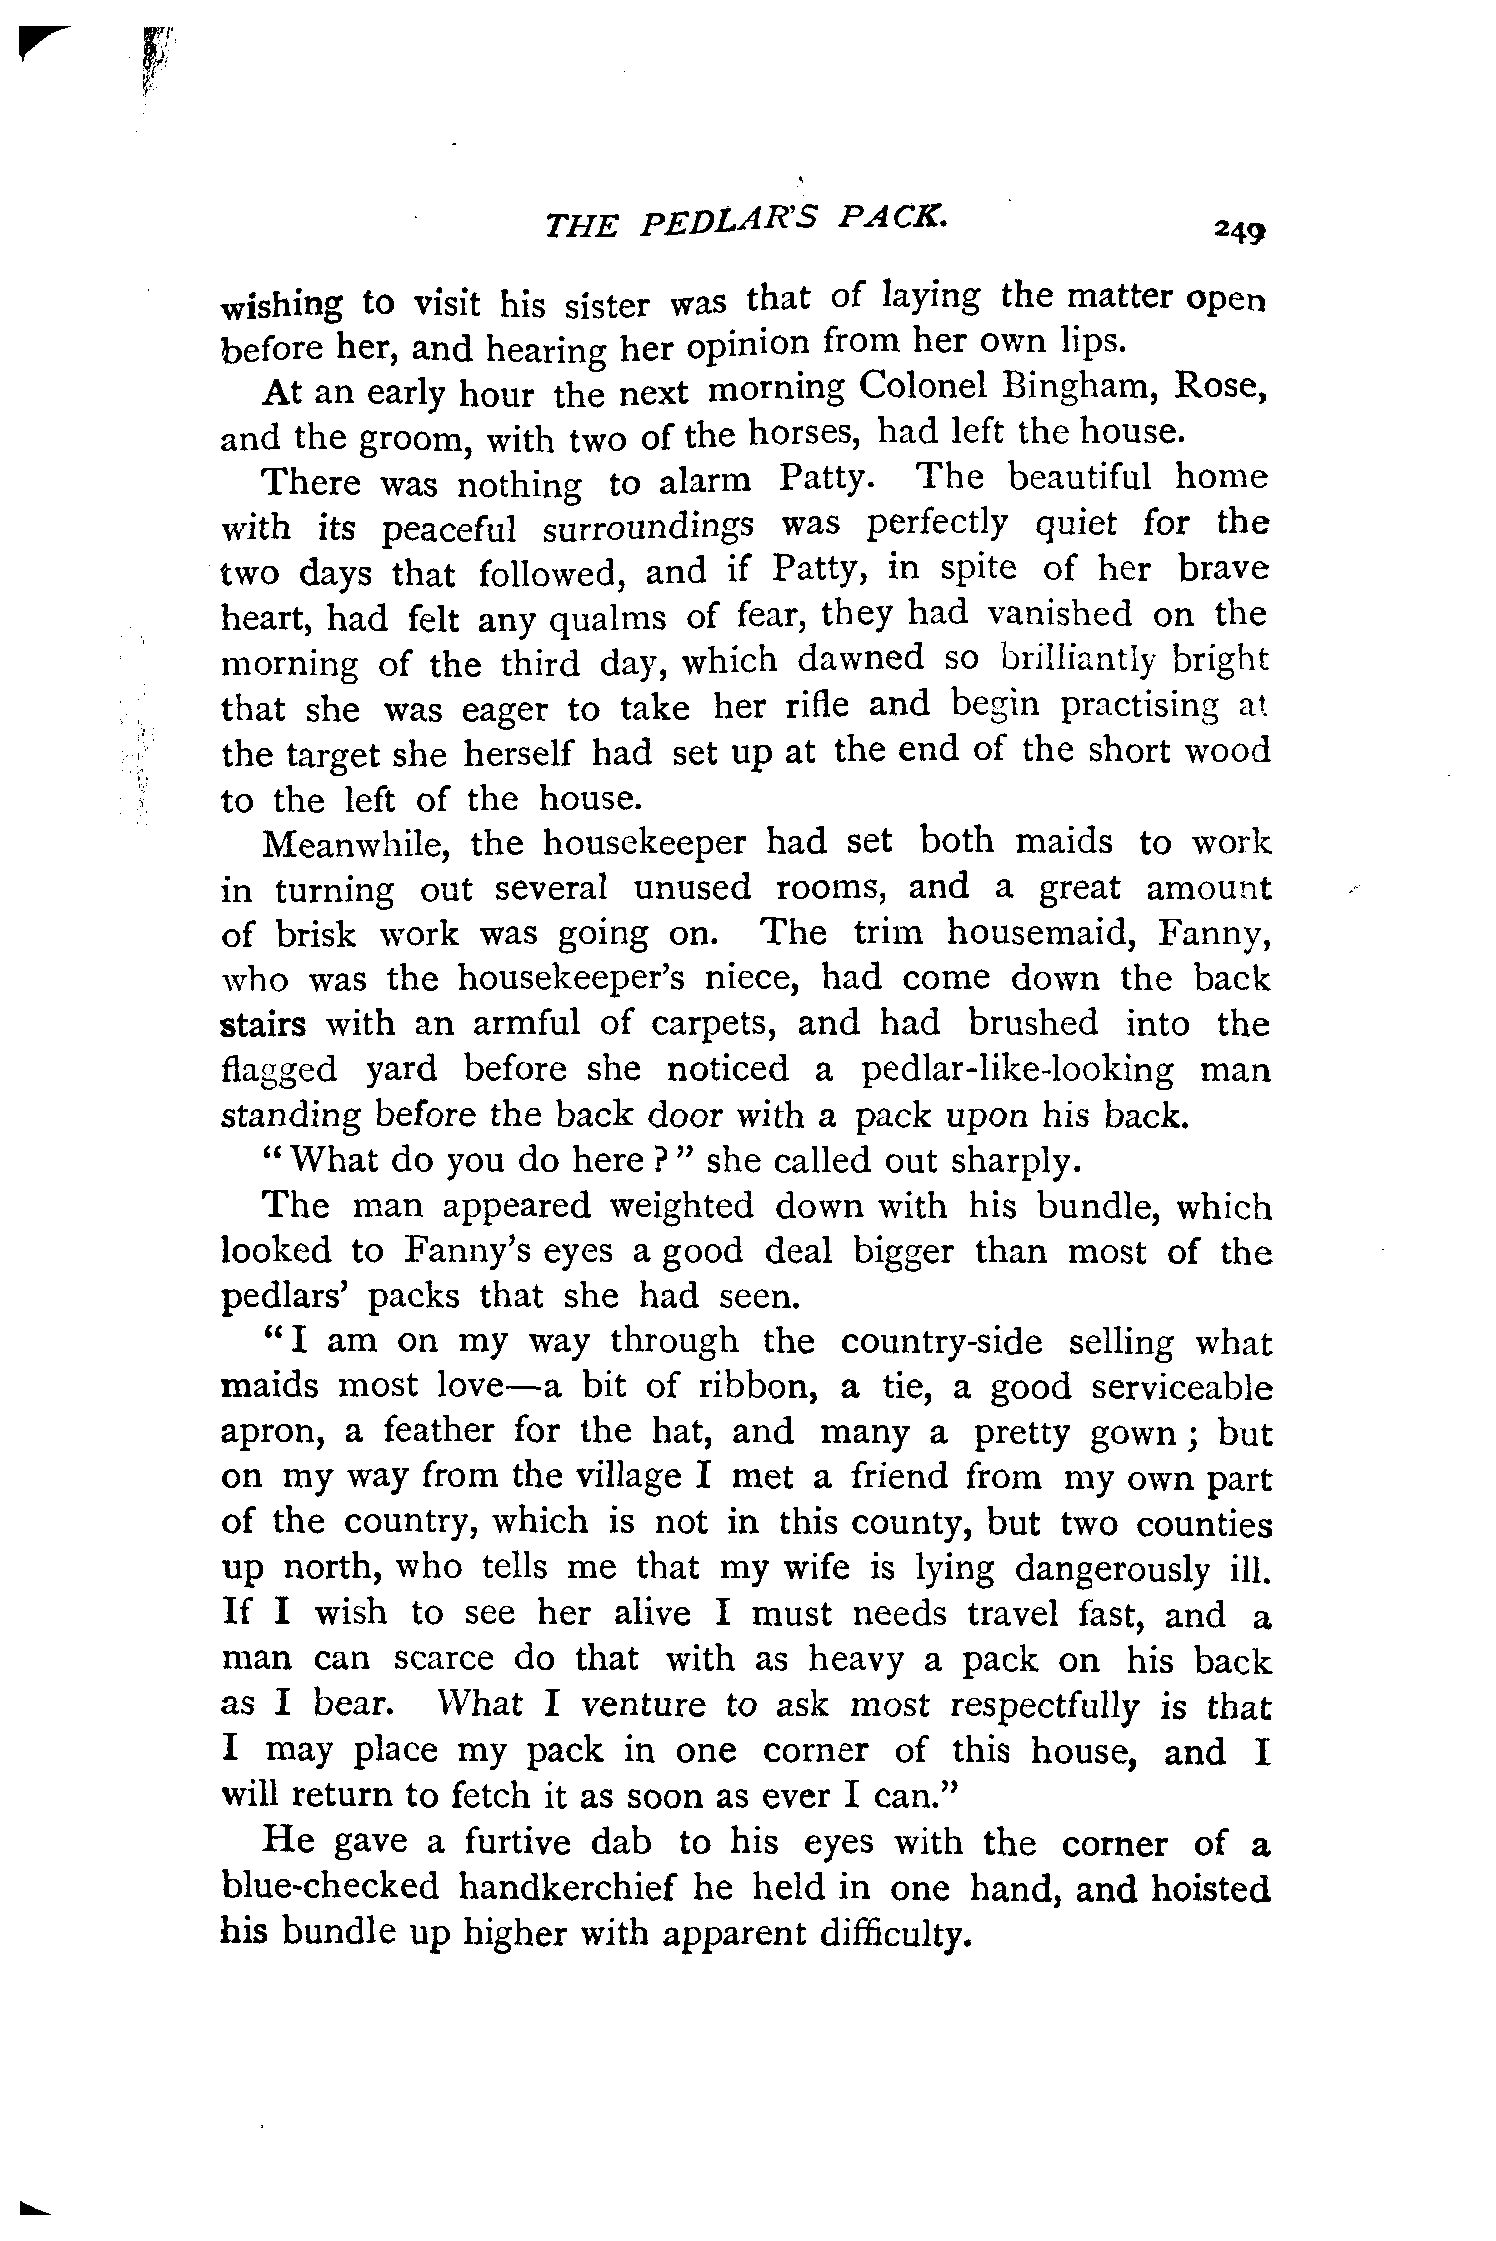 THE PEDLAR'S PACK. 249
wishing to visit his sister was that of laying the matter open
before her, and hearing her opinion from her own lips.
At an early hour the next morning Colonel Bingham, Rose,
and the groom, with two of the horses, had left the house.
There was nothing to alarm Patty. The beautiful home
with its peaceful surroundings was perfectly quiet for the
two days that followed, and if Patty, in spite of her brave
heart, had felt any qualms of fear, they had vanished on the
morning of the third day, which dawned so brilliantly bright
that she was eager to take her rifle and begin practising at
the target she herself had set up at the end of the short wood
to the left of the house.
Meanwhile, the housekeeper had set both maids to work
in turning out several unused rooms, and a great amount
of brisk work was going on. The trim housemaid, Fanny,
who was the housekeeper's niece, had come down the back
stairs with an armful of carpets, and had brushed into the
flagged yard before she noticed a pedlar-like-looking man
standing before the back door with a pack upon his back.
"What do you do here?" she called out sharply.
The man appeared weighted down with his bundle, which
looked to Fanny's eyes a good deal bigger than most of the
pedlars' packs that she had seen.
"I am on my way through the country-side selling what
maids most love—a bit of ribbon, a tie, a good serviceable
apron, a feather for the hat, and many a pretty gown; but
on my way from the village I met a friend from my own part
of the country, which is not in this county, but two counties
up north, who tells me that my wife is lying dangerously ill.
If I wish to see her alive I must needs travel fast, and a
man can scarce do that with as heavy a pack on his back
as I bear. What I venture to ask most respectfully is that
I may place my pack in one corner of this house, and I
will return to fetch it as soon as ever I can."
He gave a furtive dab to his eyes with the corner of a
blue-checked handkerchief he held in one hand, and hoisted
his bundle up higher with apparent difficulty.